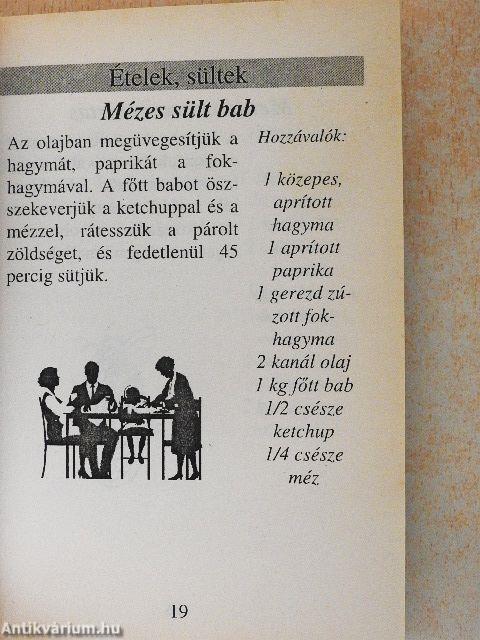 Ételek, sültek
Mézes sült bab
Az olajban megüvegesítjük a
hagymát, paprikát a fok-
hagymával. A főtt babot ösz-
szekeverjük a ketchuppal és a
mézzel, rátesszük a párolt
zöldséget, és fedetlenül 45
percig sütjük.
Hozzávalók:
1 közepes,
aprított
hagyma
1 aprított
paprika
1 gerezd zú-
zott fok-
hagyma
2 kanál olaj
1 kg főtt bab
1/2 csésze
ketchup
1/4 csésze
méz
19
Antikvárium.hu